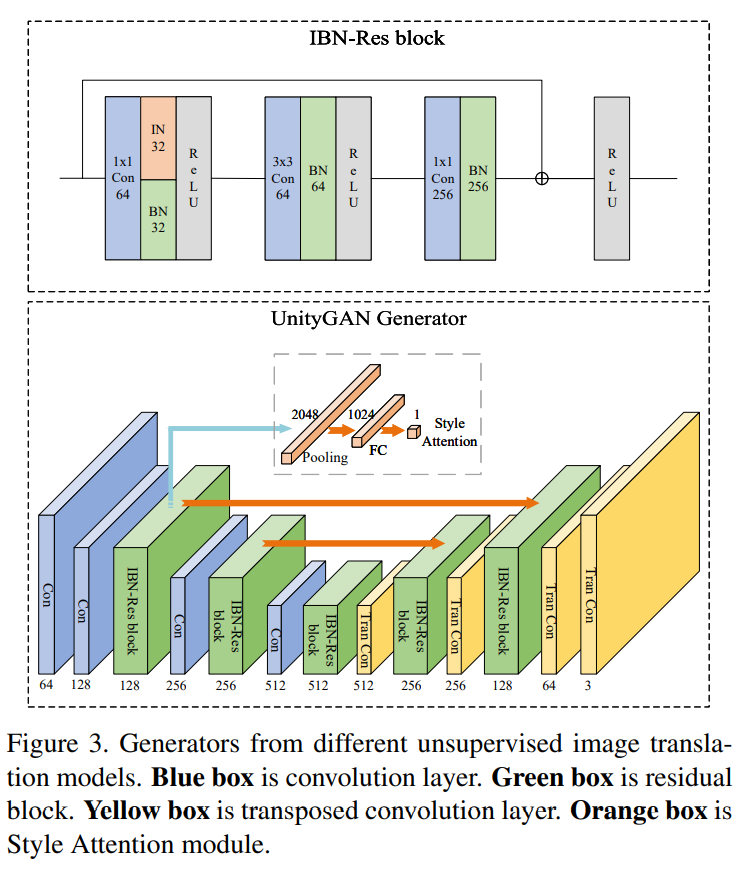 IBN-Res block
1x1
Con
64
IN
32
BN
32
ReLU
3x3
Con
64
BN
64
ReLU
1x1
Con
256
BN
256
ReLU
UnityGAN Generator
2048
1024
1
Pooling
FC
Style
Attention
Con
Con
IBN-Res block
Con
IBN-Res
block
Con
IBN-Res
block
Tran Con
IBN-Res
block
Tran Con
IBN-Res block
Tran Con
Tran Con
64 128 128 256 256 512 512 512 256 256 128 64 3
Figure 3. Generators from different unsupervised image transla-
tion models. Blue box is convolution layer. Green box is residual
block. Yellow box is transposed convolution layer. Orange box is
Style Attention module.